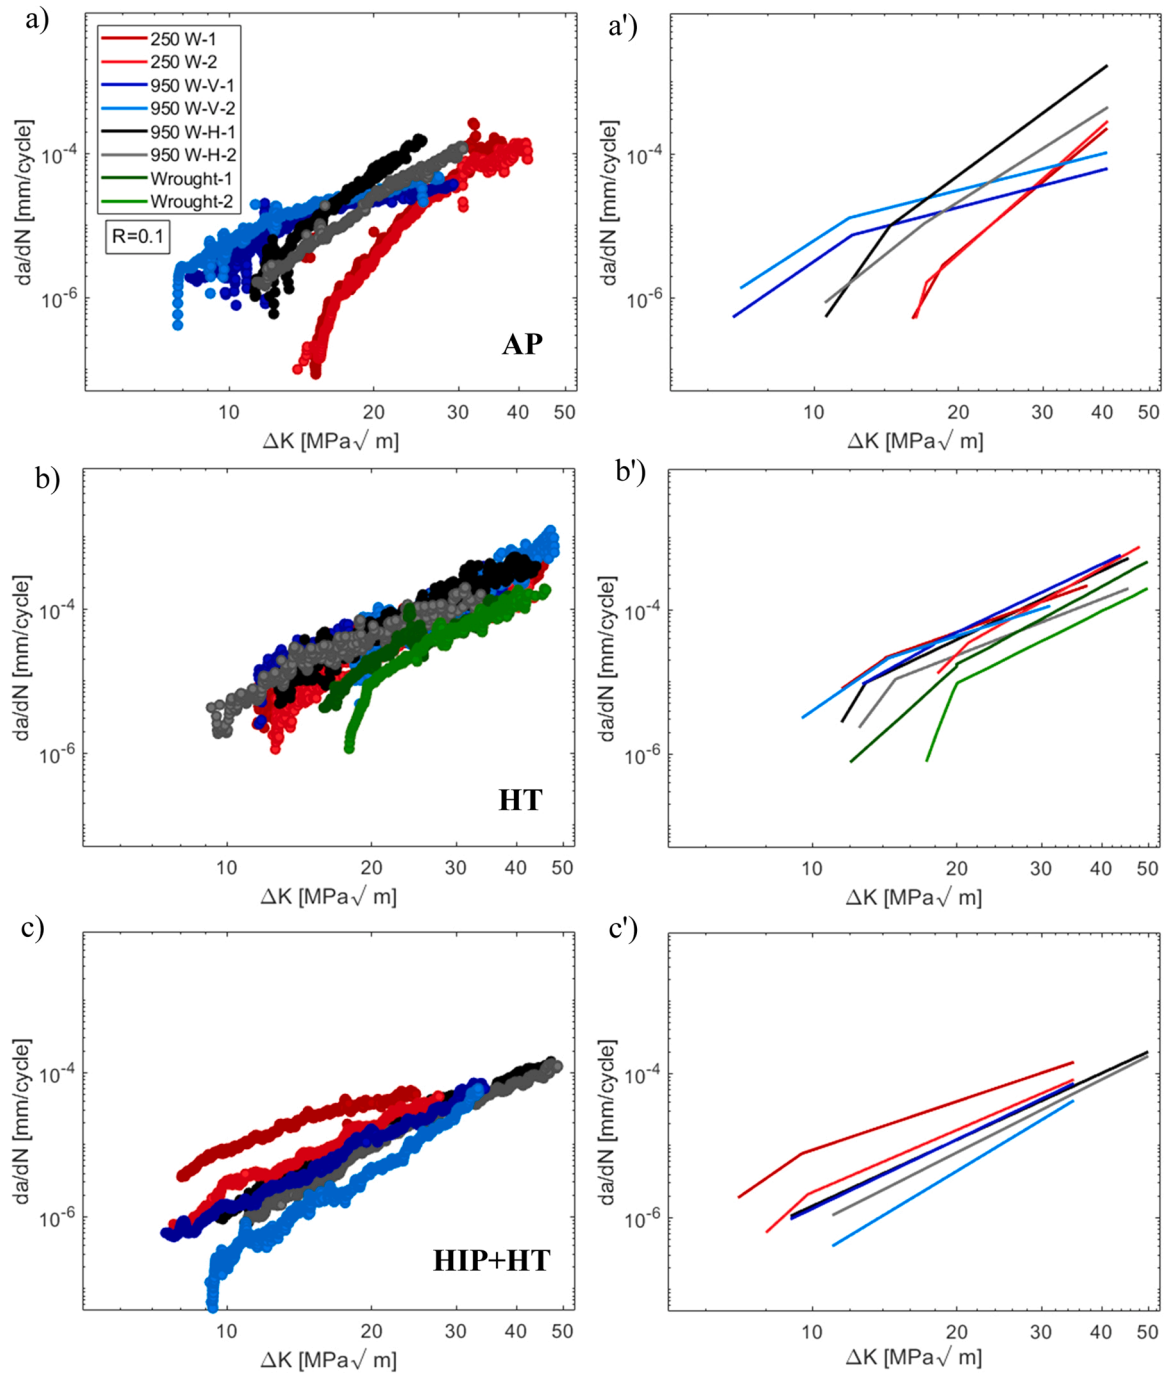 a)
250 W-1
250 W-2
950 W-V-1
950 W-V-2
950 W-H-1
950 W-H-2
Wrought-1
Wrought-2
R=0.1
AP
da/dN [mm/cycle]
10⁻⁴
10⁻⁶
10 20 30 40 50
ΔK [MPa√ m]
a')
da/dN [mm/cycle]
10⁻⁴
10⁻⁶
10 20 30 40 50
ΔK [MPa√ m]
b)
HT
da/dN [mm/cycle]
10⁻⁴
10⁻⁶
10 20 30 40 50
ΔK [MPa√ m]
b')
da/dN [mm/cycle]
10⁻⁴
10⁻⁶
10 20 30 40 50
ΔK [MPa√ m]
c)
HIP+HT
da/dN [mm/cycle]
10⁻⁴
10⁻⁶
10 20 30 40 50
ΔK [MPa√ m]
c')
da/dN [mm/cycle]
10⁻⁴
10⁻⁶
10 20 30 40 50
ΔK [MPa√ m]